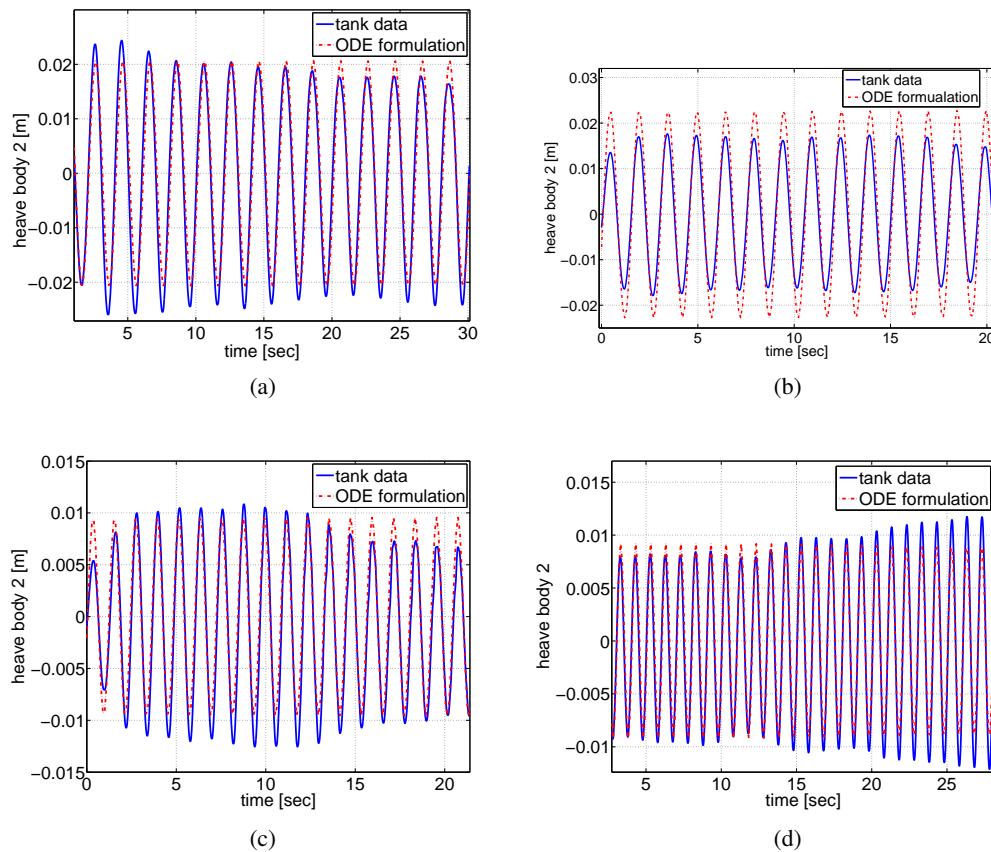 tank data
ODE formulation
0.02
0.01
0
−0.01
−0.02
heave body 2 [m]
5 10 15 20 25 30
time [sec]
(a)
tank data
ODE formualation
0.03
0.02
0.01
0
−0.01
−0.02
heave body 2 [m]
0 5 10 15 20
time [sec]
(b)
tank data
ODE formulation
0.015
0.01
0.005
0
−0.005
−0.01
−0.015
heave body 2 [m]
0 5 10 15 20
time [sec]
(c)
tank data
ODE formulation
0.015
0.01
0.005
0
−0.005
−0.01
heave body 2
5 10 15 20 25
time [sec]
(d)